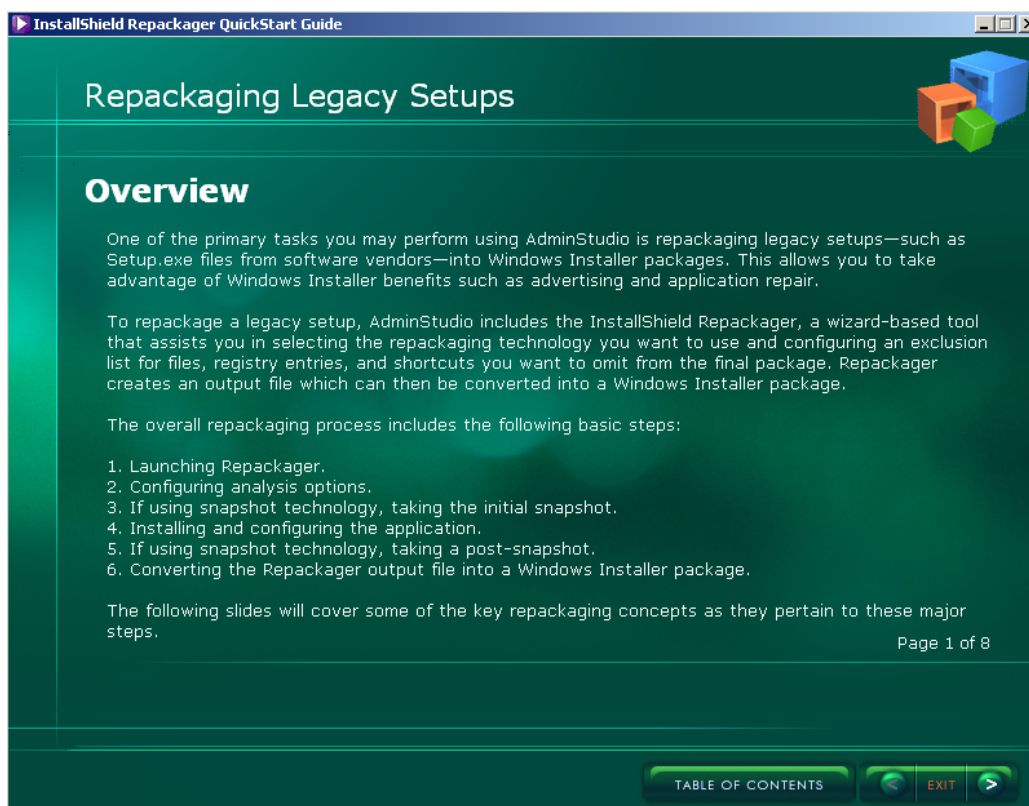 InstallShield Repackager QuickStart Guide
Repackaging Legacy Setups
Overview
One of the primary tasks you may perform using AdminStudio is repackaging legacy setups—such as
Setup.exe files from software vendors—into Windows Installer packages. This allows you to take
advantage of Windows Installer benefits such as advertising and application repair.
To repackage a legacy setup, AdminStudio includes the InstallShield Repackager, a wizard-based tool
that assists you in selecting the repackaging technology you want to use and configuring an exclusion
list for files, registry entries, and shortcuts you want to omit from the final package. Repackager
creates an output file which can then be converted into a Windows Installer package.
The overall repackaging process includes the following basic steps:
1. Launching Repackager.
2. Configuring analysis options.
3. If using snapshot technology, taking the initial snapshot.
4. Installing and configuring the application.
5. If using snapshot technology, taking a post-snapshot.
6. Converting the Repackager output file into a Windows Installer package.
The following slides will cover some of the key repackaging concepts as they pertain to these major
steps.
Page 1 of 8
TABLE OF CONTENTS
EXIT